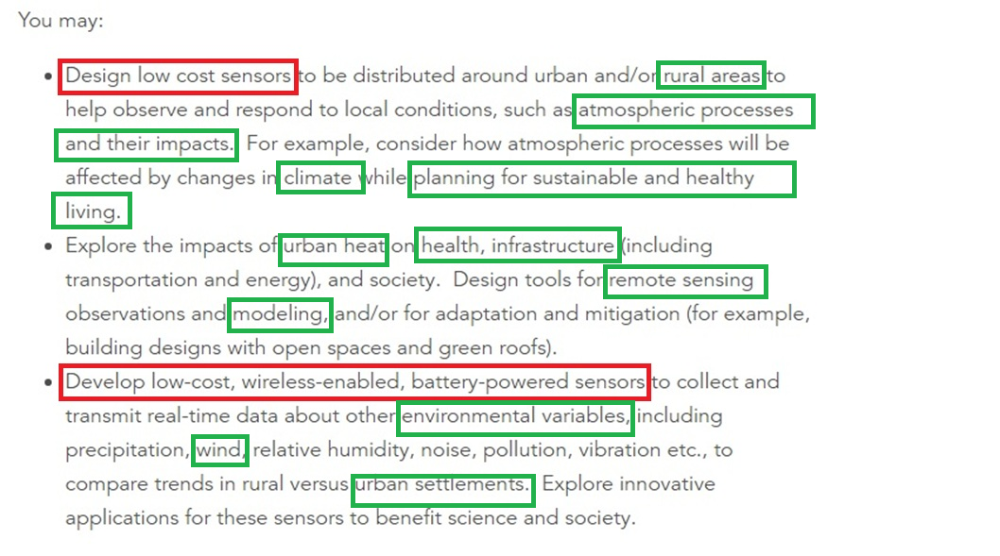 You may:
• Design low cost sensors to be distributed around urban and/or rural areas to
help observe and respond to local conditions, such as atmospheric processes
and their impacts. For example, consider how atmospheric processes will be
affected by changes in climate while planning for sustainable and healthy
living.
• Explore the impacts of urban heat on health, infrastructure (including
transportation and energy), and society. Design tools for remote sensing
observations and modeling, and/or for adaptation and mitigation (for example,
building designs with open spaces and green roofs).
• Develop low-cost, wireless-enabled, battery-powered sensors to collect and
transmit real-time data about other environmental variables, including
precipitation, wind, relative humidity, noise, pollution, vibration etc., to
compare trends in rural versus urban settlements. Explore innovative
applications for these sensors to benefit science and society.